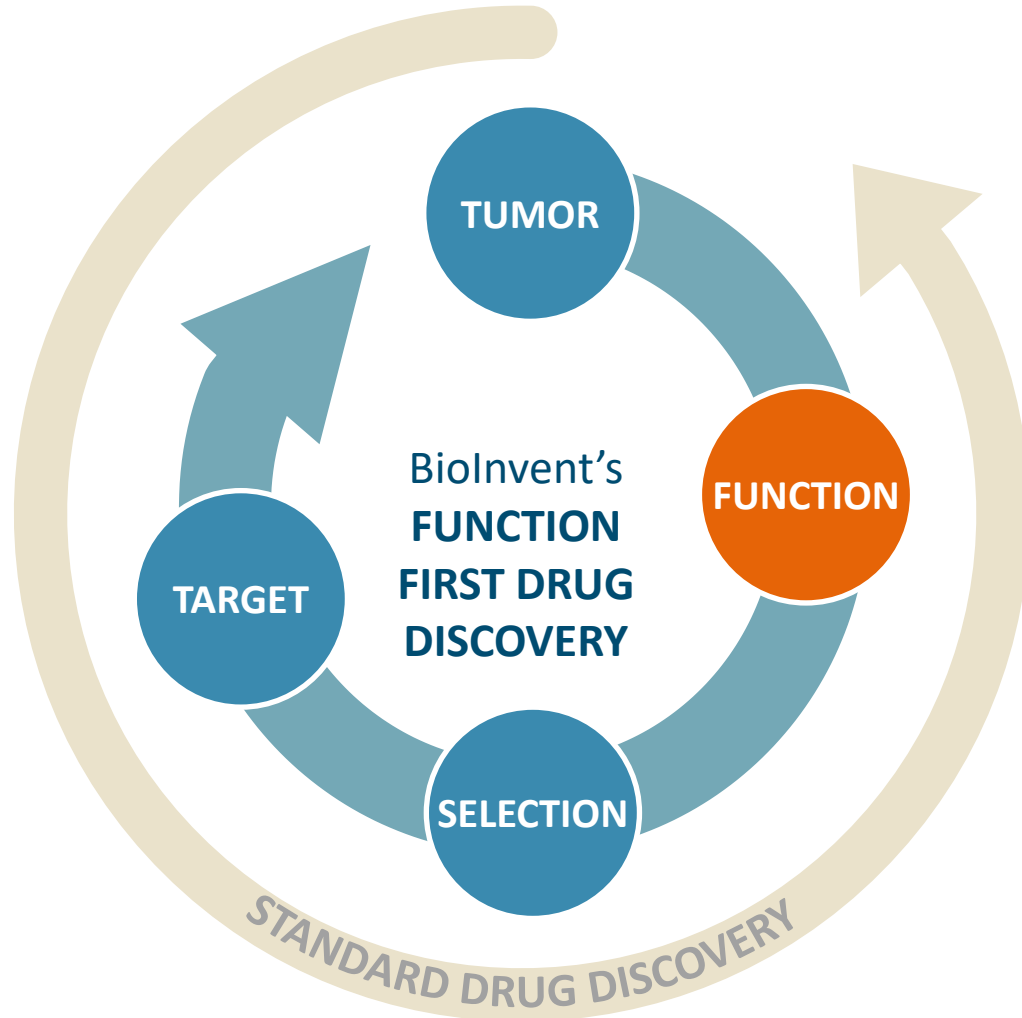 TUMOR
FUNCTION
BioInvent’s
FUNCTION
FIRST DRUG
DISCOVERY
TARGET
SELECTION
STANDARD DRUG DISCOVERY